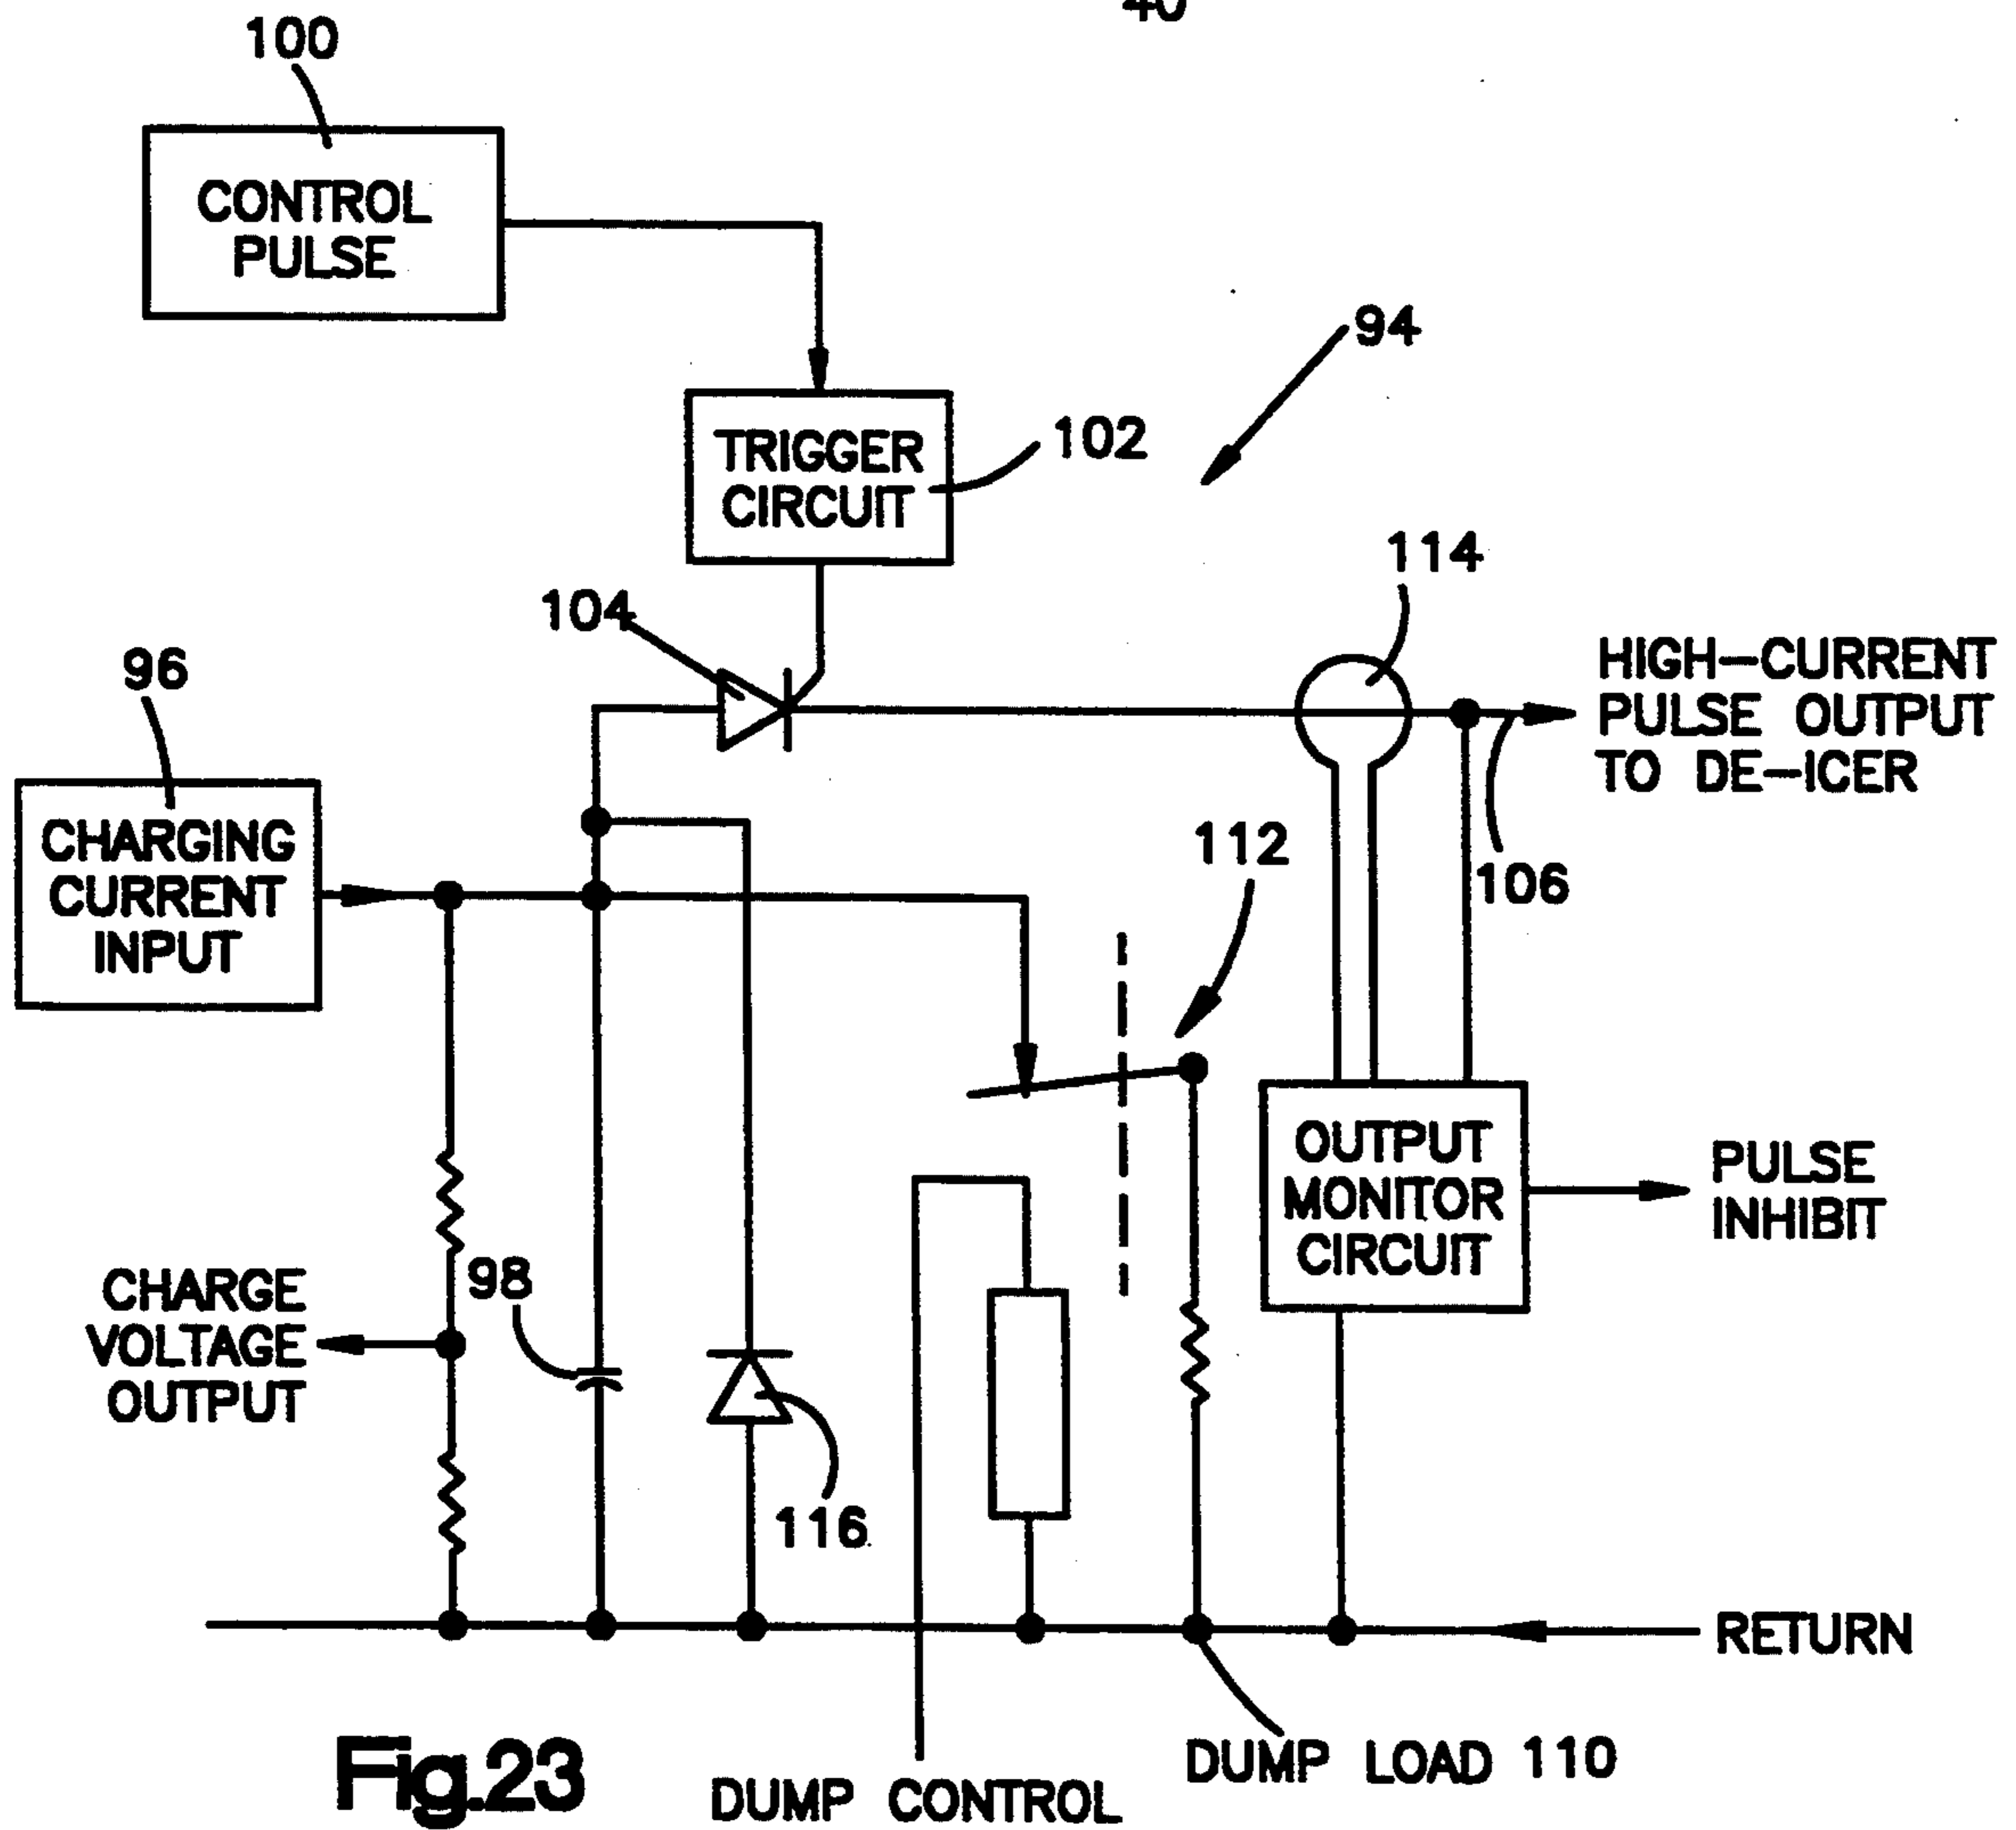 40
100
CONTROL
PULSE
94
TRIGGER
CIRCUIT
102
114
104
96
HIGH-CURRENT
PULSE OUTPUT
TO DE-ICER
CHARGING
CURRENT
INPUT
112
106
OUTPUT
MONITOR
CIRCUIT
PULSE
INHIBIT
98
CHARGE
VOLTAGE
OUTPUT
116
RETURN
Fig.23
DUMP CONTROL
DUMP LOAD 110